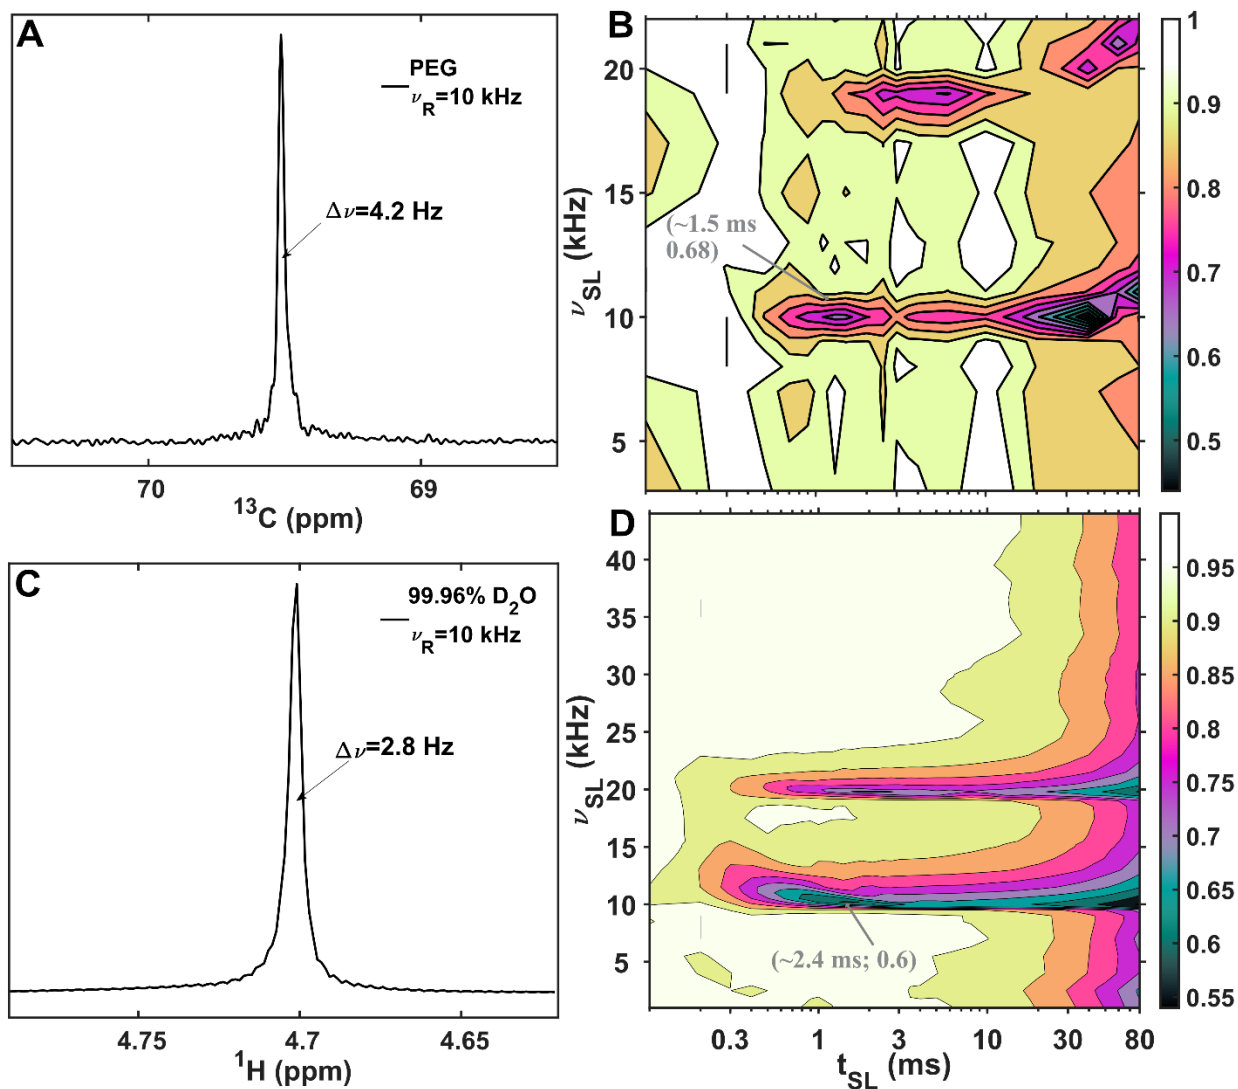 A
PEG
ν_R=10 kHz
Δν=4.2 Hz
70
69
¹³C (ppm)
B
20
15
10
5
ν_SL (kHz)
(~1.5 ms
0.68)
1
0.9
0.8
0.7
0.6
0.5
C
99.96% D₂O
ν_R=10 kHz
Δν=2.8 Hz
4.75
4.7
4.65
¹H (ppm)
D
40
35
30
25
20
15
10
5
ν_SL (kHz)
(~2.4 ms; 0.6)
0.3
1
3
10
30
80
t_SL (ms)
0.95
0.9
0.85
0.8
0.75
0.7
0.65
0.6
0.55